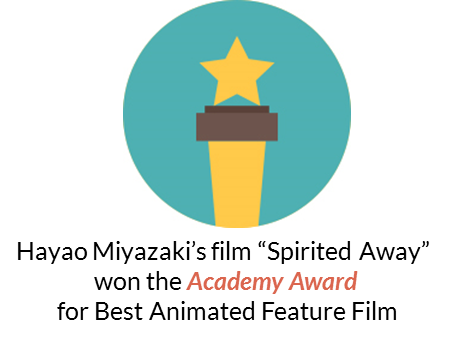 Hayao Miyazaki’s film “Spirited Away”
won the Academy Award
for Best Animated Feature Film